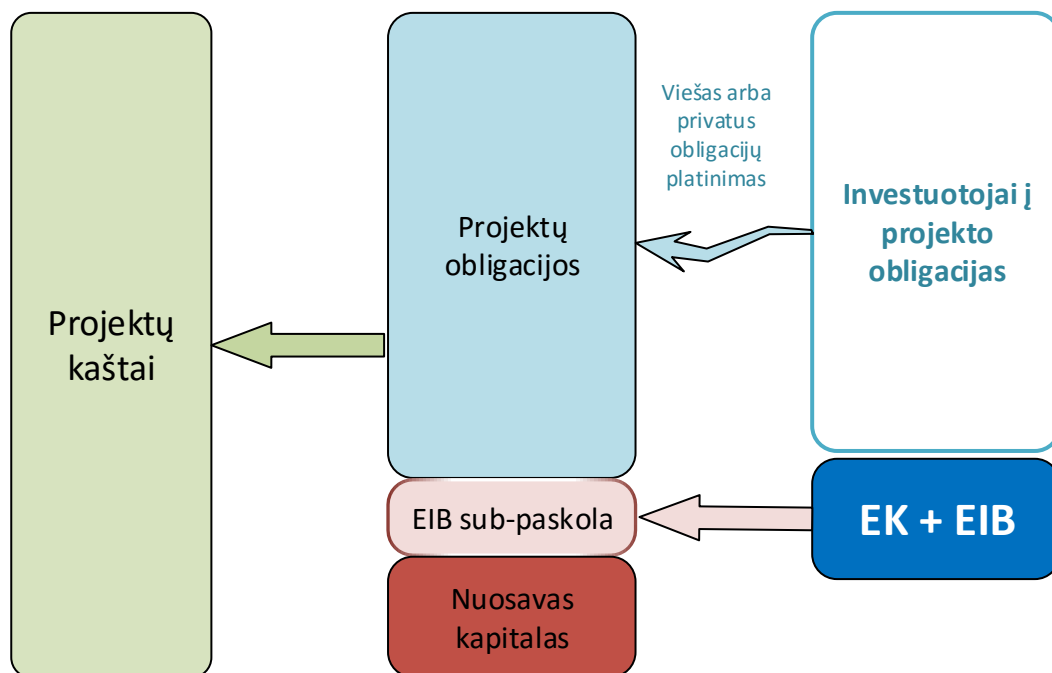 Projektų
kaštai
Projektų
obligacijos
EIB sub-paskola
Nuosavas
kapitalas
Viešas arba
privatus
obligacijų
platinimas
Investuotojai į
projekto
obligacijas
EK + EIB